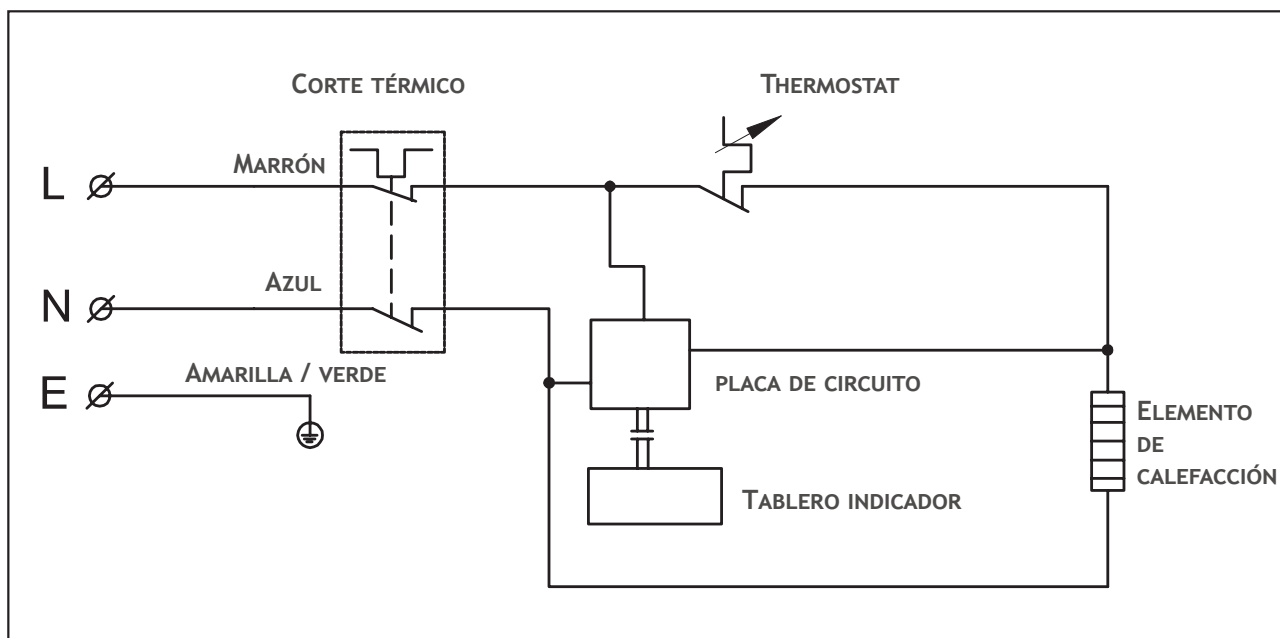 CORTE TÉRMICO
THERMOSTAT
MARRÓN
L
AZUL
N
AMARILLA / VERDE
E
PLACA DE CIRCUITO
ELEMENTO
DE
CALEFACCIÓN
TABLERO INDICADOR